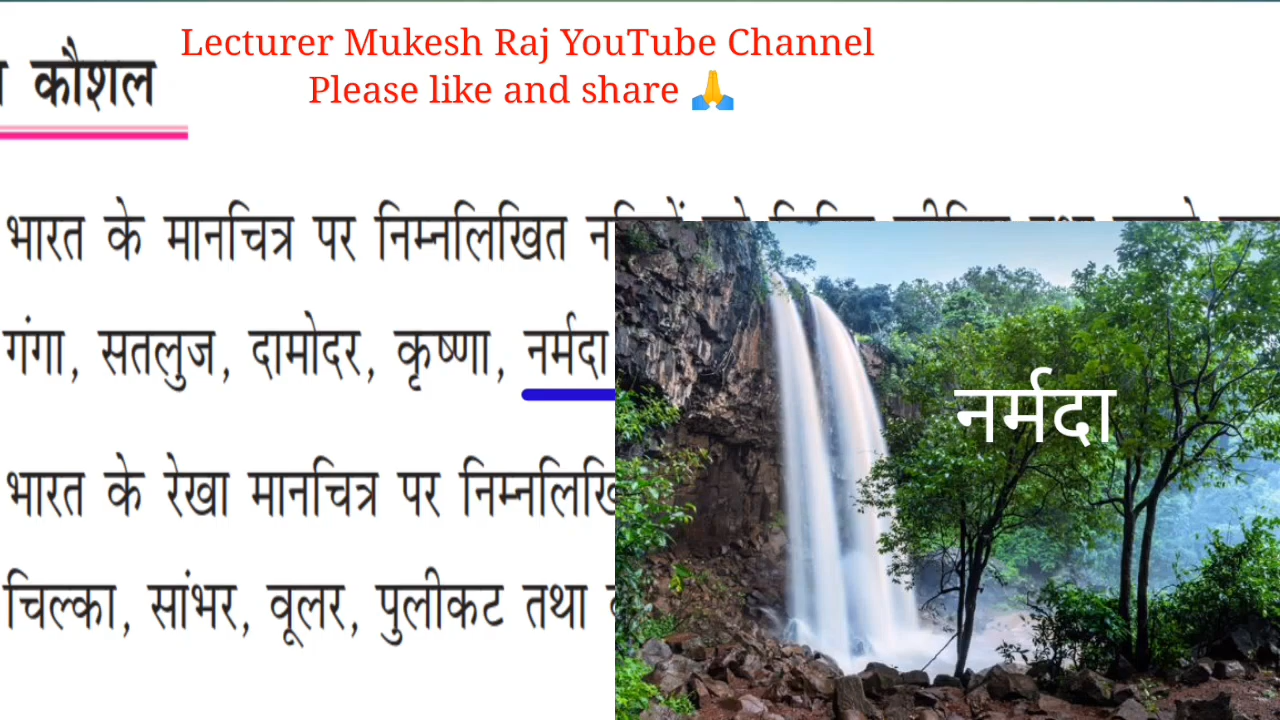 Lecturer Mukesh Raj YouTube Channel
Please like and share 🙏
कौशल
भारत के मानचित्र पर निम्नलिखित
गंगा, सतलुज, दामोदर, कृष्णा, नर्मदा
नर्मदा
भारत के रेखा मानचित्र पर
चिल्का, सांभर, वूलर, पुलीकट तथा